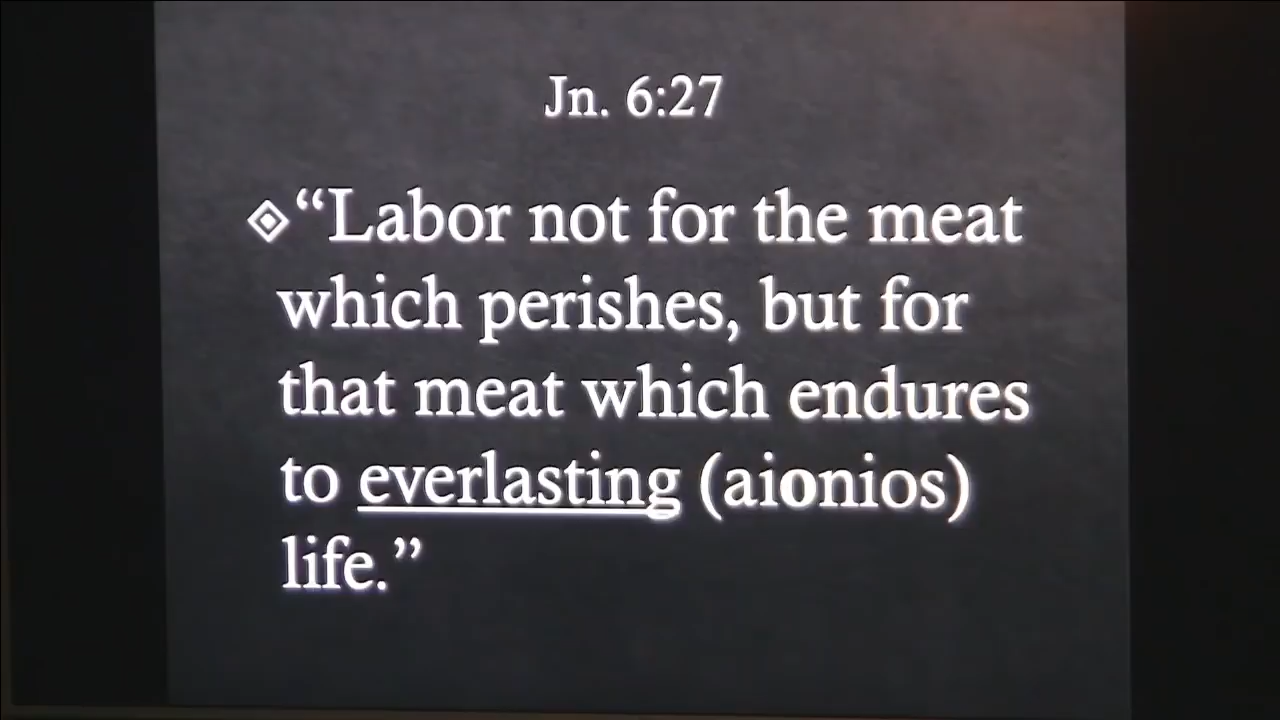 Jn. 6:27
“Labor not for the meat
which perishes, but for
that meat which endures
to everlasting (aionios)
life.”